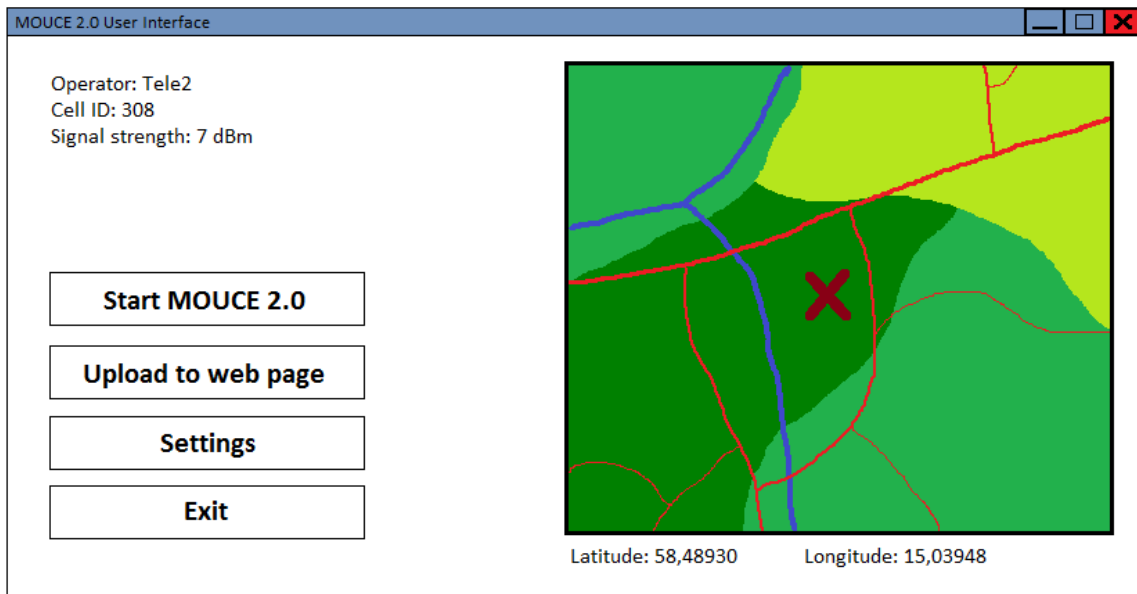 MOUCE 2.0 User Interface
Operator: Tele2
Cell ID: 308
Signal strength: 7 dBm
Start MOUCE 2.0
Upload to web page
Settings
Exit
Latitude: 58,48930 Longitude: 15,03948